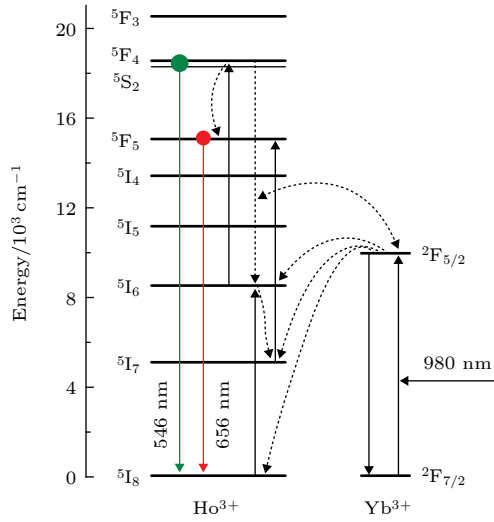 Energy/10³ cm⁻¹
20
16
12
8
4
0
⁵F₃
⁵F₄
⁵S₂
⁵F₅
⁵I₄
⁵I₅
⁵I₆
⁵I₇
⁵I₈
546 nm
656 nm
Ho³⁺
²F₅/₂
980 nm
²F₇/₂
Yb³⁺